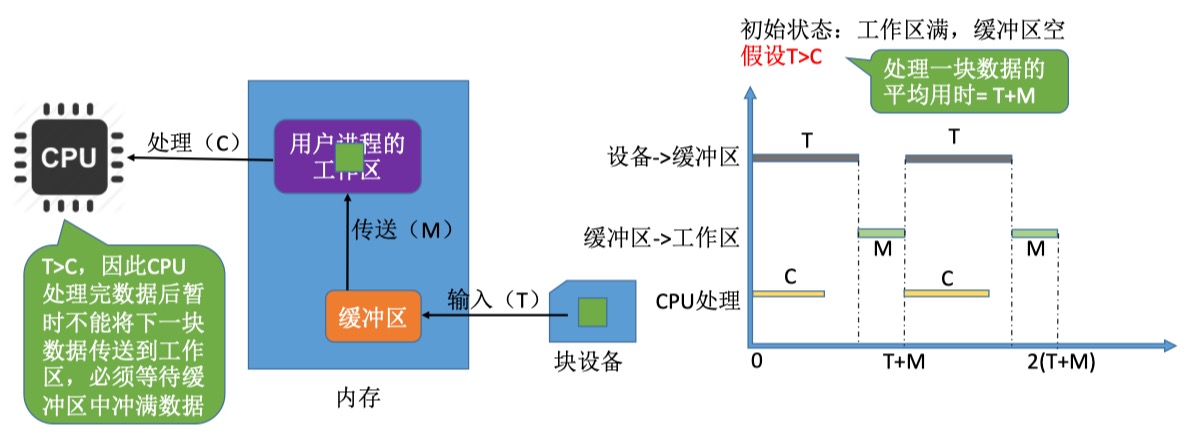 初始状态：工作区满，缓冲区空
假设T>C
处理一块数据的
平均用时= T+M
CPU
处理（C）
用户进程的
工作区
传送（M）
缓冲区
输入（T）
块设备
内存
T>C，因此CPU
处理完数据后暂
时不能将下一块
数据传送到工作
区，必须等待缓
冲区中冲满数据
设备->缓冲区
T
T
缓冲区->工作区
M
M
CPU处理
C
C
0
T+M
2(T+M)